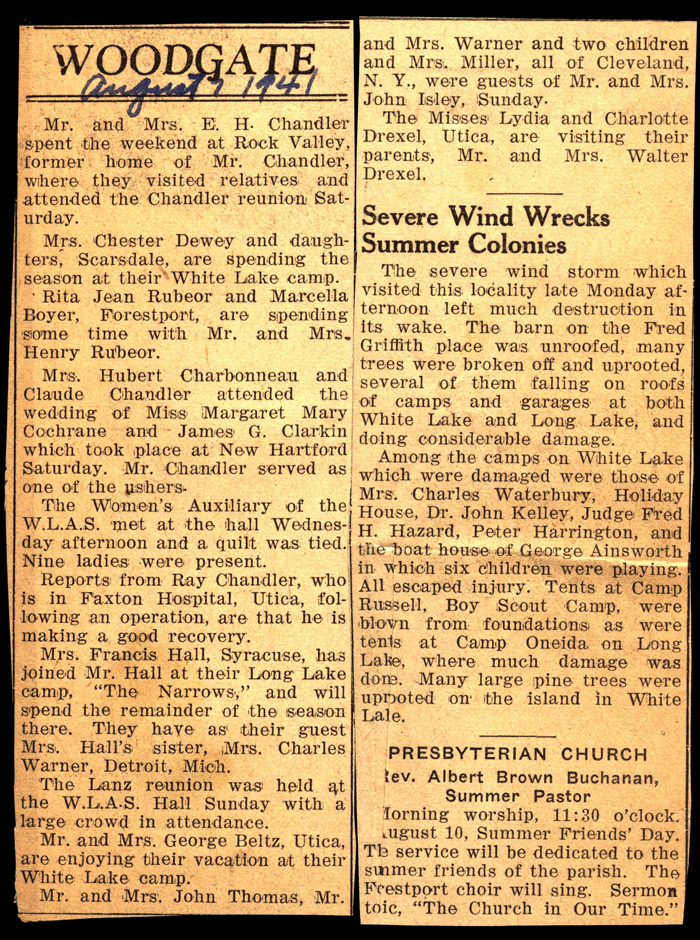 WOODGATE
August 7 1941
Mr. and Mrs. E. H. Chandler
spent the weekend at Rock Valley,
former home of Mr. Chandler,
where they visited relatives and
attended the Chandler reunion Sat-
urday.
Mrs. Chester Dewey and daugh-
ters, Scarsdale, are spending the
season at their White Lake camp.
Rita Jean Rubeor and Marcella
Boyer, Forestport, are spending
some time with Mr. and Mrs.
Henry Rubeor.
Mrs. Hubert Charbonneau and
Claude Chandler attended the
wedding of Miss Margaret Mary
Cochrane and James G. Clarkin
which took place at New Hartford
Saturday. Mr. Chandler served as
one of the ushers.
The Women's Auxiliary of the
W.L.A.S. met at the hall Wednes-
day afternoon and a quilt was tied.
Nine ladies were present.
Reports from Ray Chandler, who
is in Faxton Hospital, Utica, fol-
lowing an operation, are that he is
making a good recovery.
Mrs. Francis Hall, Syracuse, has
joined Mr. Hall at their Long Lake
camp, "The Narrows," and will
spend the remainder of the season
there. They have as their guest
Mrs. Hall's sister, Mrs. Charles
Warner, Detroit, Mich.
The Lanz reunion was held at
the W.L.A.S. Hall Sunday with a
large crowd in attendance.
Mr. and Mrs. George Beltz, Utica,
are enjoying their vacation at their
White Lake camp.
Mr. and Mrs. John Thomas, Mr.
and Mrs. Warner and two children
and Mrs. Miller, all of Cleveland,
N. Y., were guests of Mr. and Mrs.
John Isley, Sunday.
The Misses Lydia and Charlotte
Drexel, Utica, are visiting their
parents, Mr. and Mrs. Walter
Drexel.
Severe Wind Wrecks
Summer Colonies
The severe wind storm which
visited this locality late Monday af-
ternoon left much destruction in
its wake. The barn on the Fred
Griffith place was unroofed, many
trees were broken off and uprooted,
several of them falling on roofs
of camps and garages at both
White Lake and Long Lake, and
doing considerable damage.
Among the camps on White Lake
which were damaged were those of
Mrs. Charles Waterbury, Holiday
House, Dr. John Kelley, Judge Fred
H. Hazard, Peter Harrington, and
the boat house of George Ainsworth
in which six children were playing.
All escaped injury. Tents at Camp
Russell, Boy Scout Camp, were
blown from foundations as were
tents at Camp Oneida on Long
Lake, where much damage was
done. Many large pine trees were
uprooted on the island in White
Lale.
PRESBYTERIAN CHURCH
Rev. Albert Brown Buchanan,
Summer Pastor
Morning worship, 11:30 o'clock.
August 10, Summer Friends' Day.
Th service will be dedicated to the
summer friends of the parish. The
Frestport choir will sing. Sermon
toic, "The Church in Our Time."